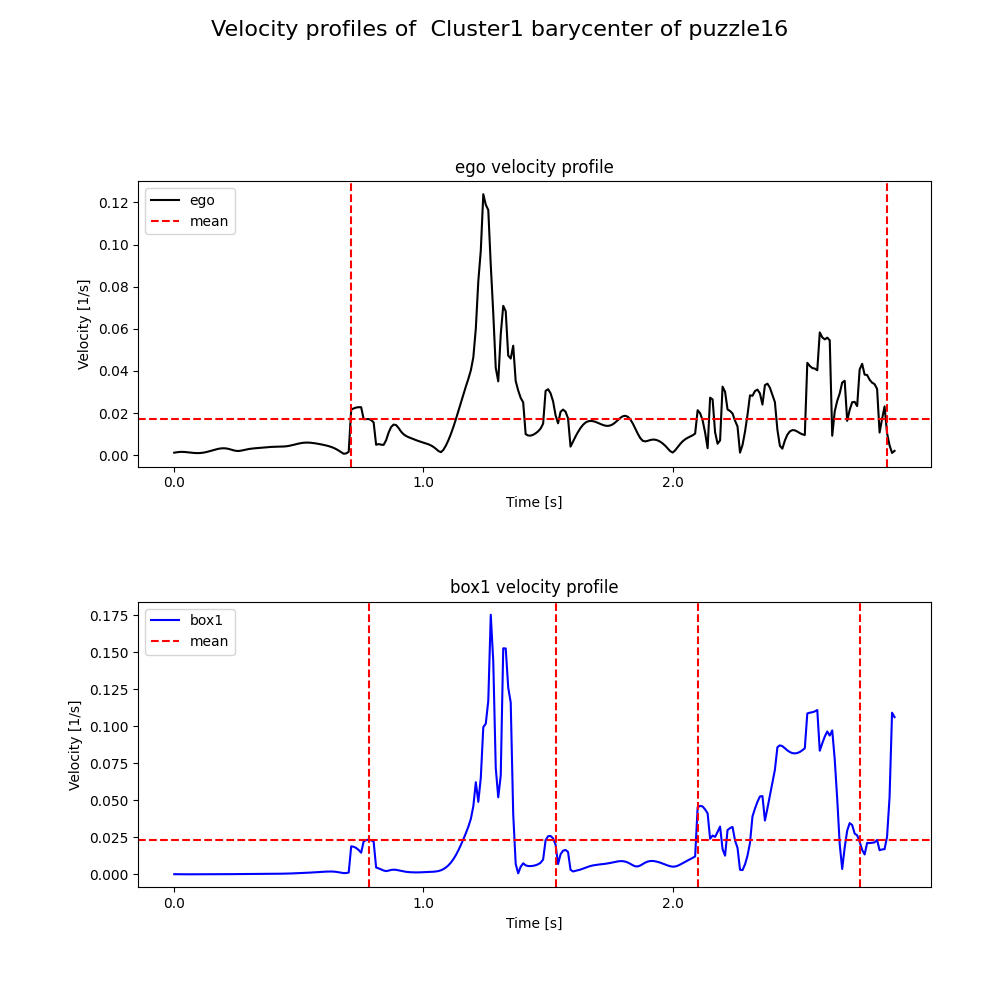 Velocity profiles of  Cluster1 barycenter of puzzle16
ego velocity profile
ego
mean
0.12
0.10
0.08
0.06
0.04
0.02
0.00
Velocity [1/s]
0.0 1.0 2.0
Time [s]
box1 velocity profile
box1
mean
0.175
0.150
0.125
0.100
0.075
0.050
0.025
0.000
Velocity [1/s]
0.0 1.0 2.0
Time [s]